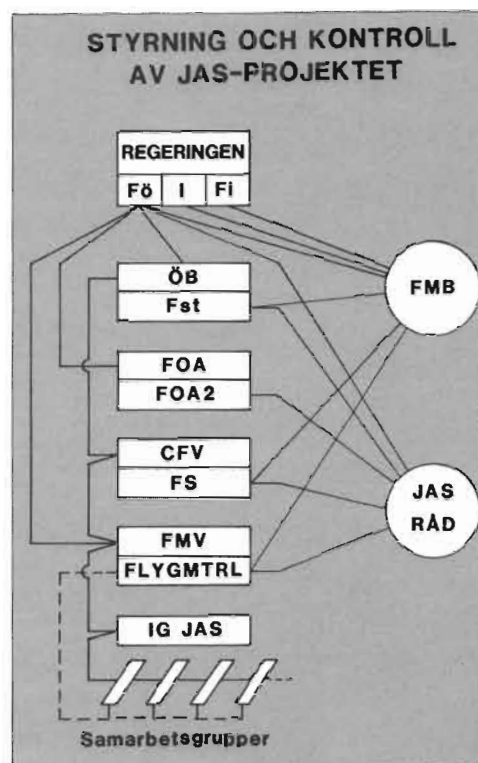 STYRNING OCH KONTROLL
AV JAS-PROJEKTET
REGERINGEN
Fö I Fi
ÖB
Fst
FMB
FOA
FOA2
CFV
FS
JAS
RÅD
FMV
FLYGMTRL
IG JAS
Samarbetsgrupper